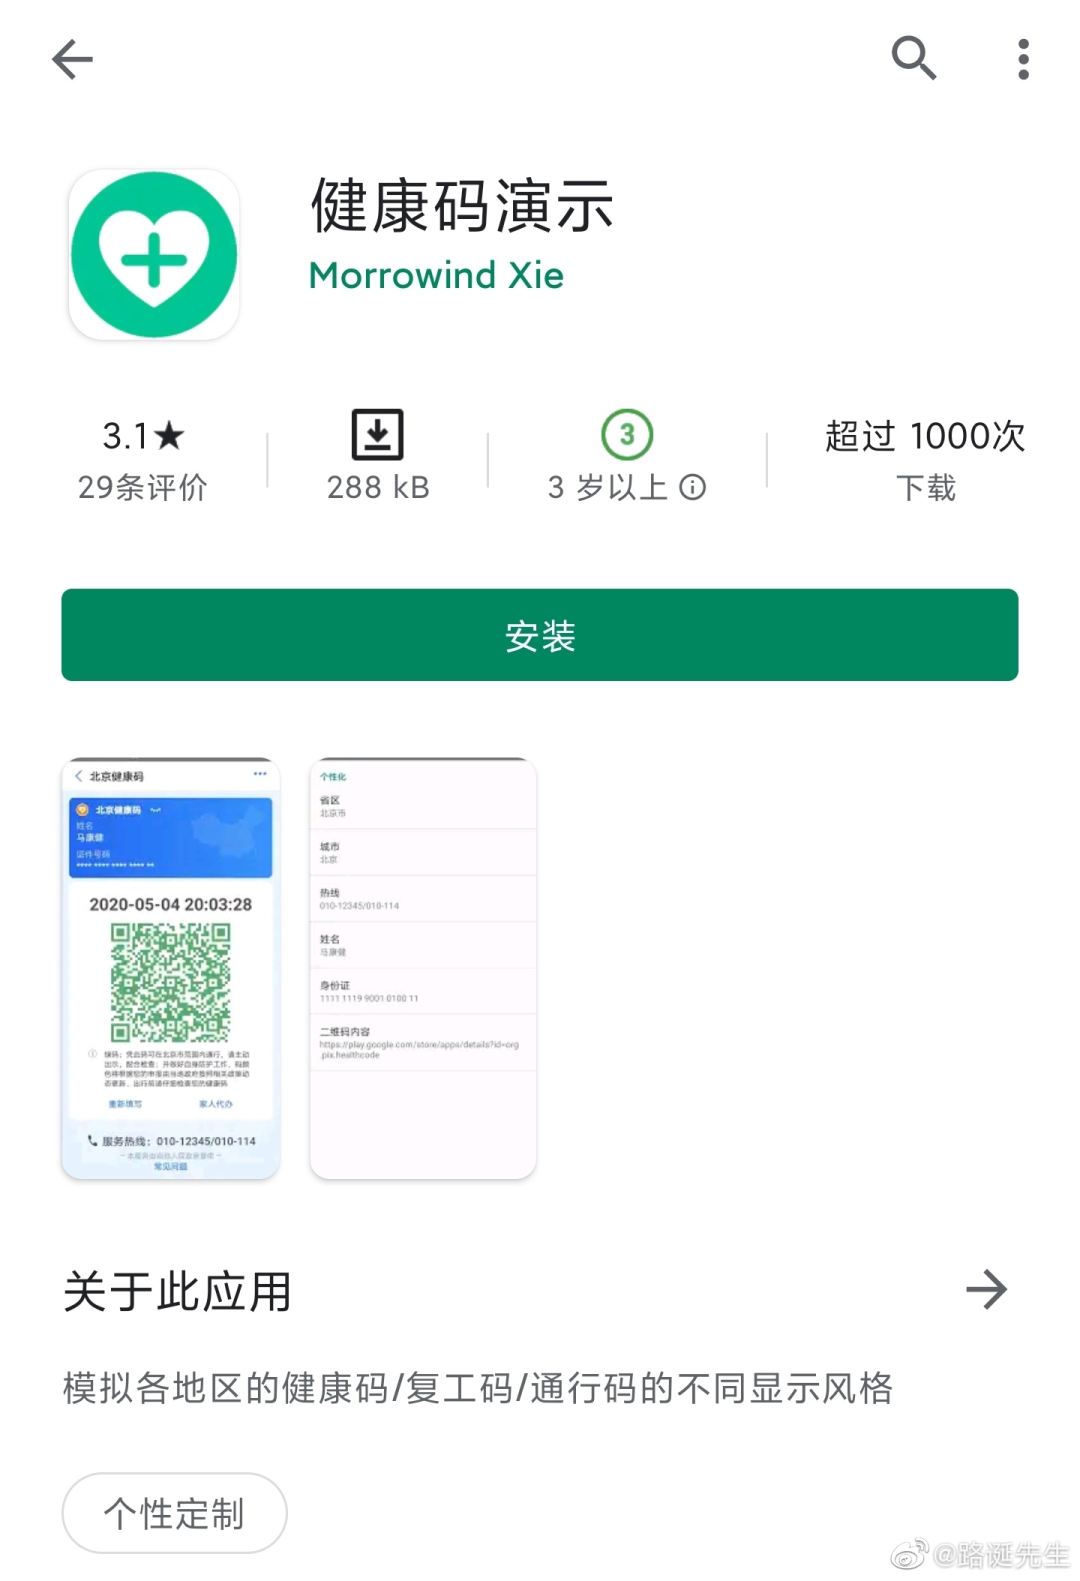 健康码演示
Morrowind Xie
3.1★
29条评价
288 kB
3
3 岁以上
超过 1000次
下载
安装
北京健康码
北京健康码
姓名
马康健
证件号码
**** **** **** **** **
2020-05-04 20:03:28
重新填写
家人代办
服务热线：010-12345/010-114
常见问题
个性化
省区
北京市
城市
北京
热线
010-12345/010-114
姓名
马康健
身份证
1111 1119 9001 0100 11
二维码内容
https://play.google.com/store/apps/details?id=org
.pix.healthcode
关于此应用
模拟各地区的健康码/复工码/通行码的不同显示风格
个性定制
@路诞先生